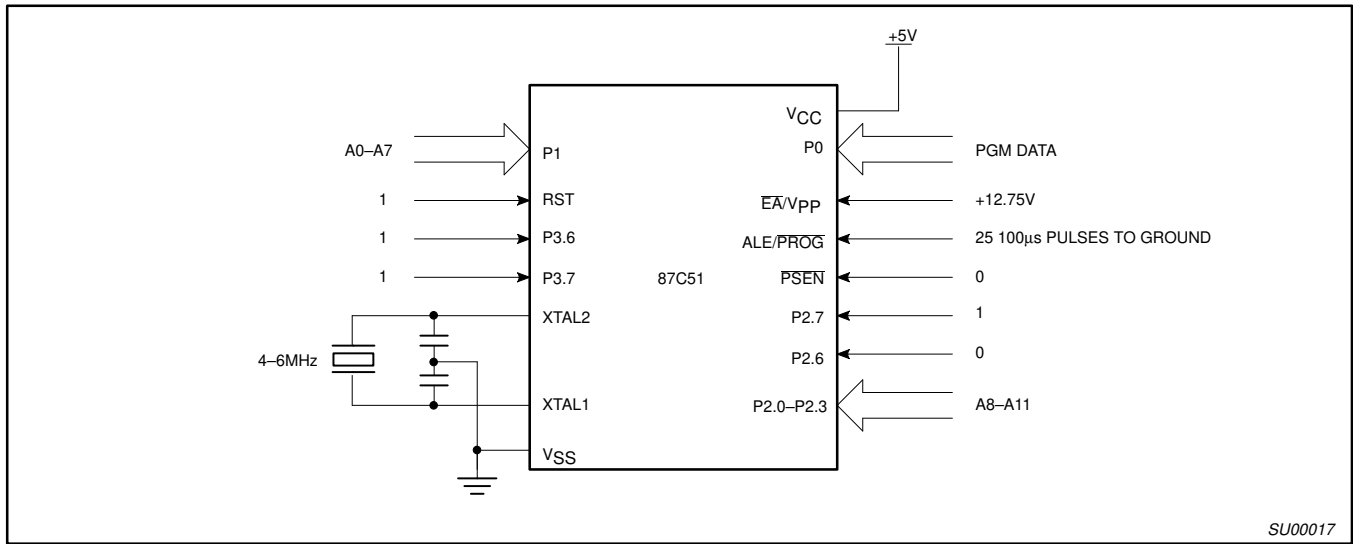 +5V
VCC
A0–A7
P1
P0
PGM DATA
1
RST
EA/VPP
+12.75V
1
P3.6
ALE/PROG
25 100µs PULSES TO GROUND
1
P3.7
87C51
PSEN
0
XTAL2
P2.7
1
4–6MHz
P2.6
0
XTAL1
P2.0–P2.3
A8–A11
VSS
SU00017